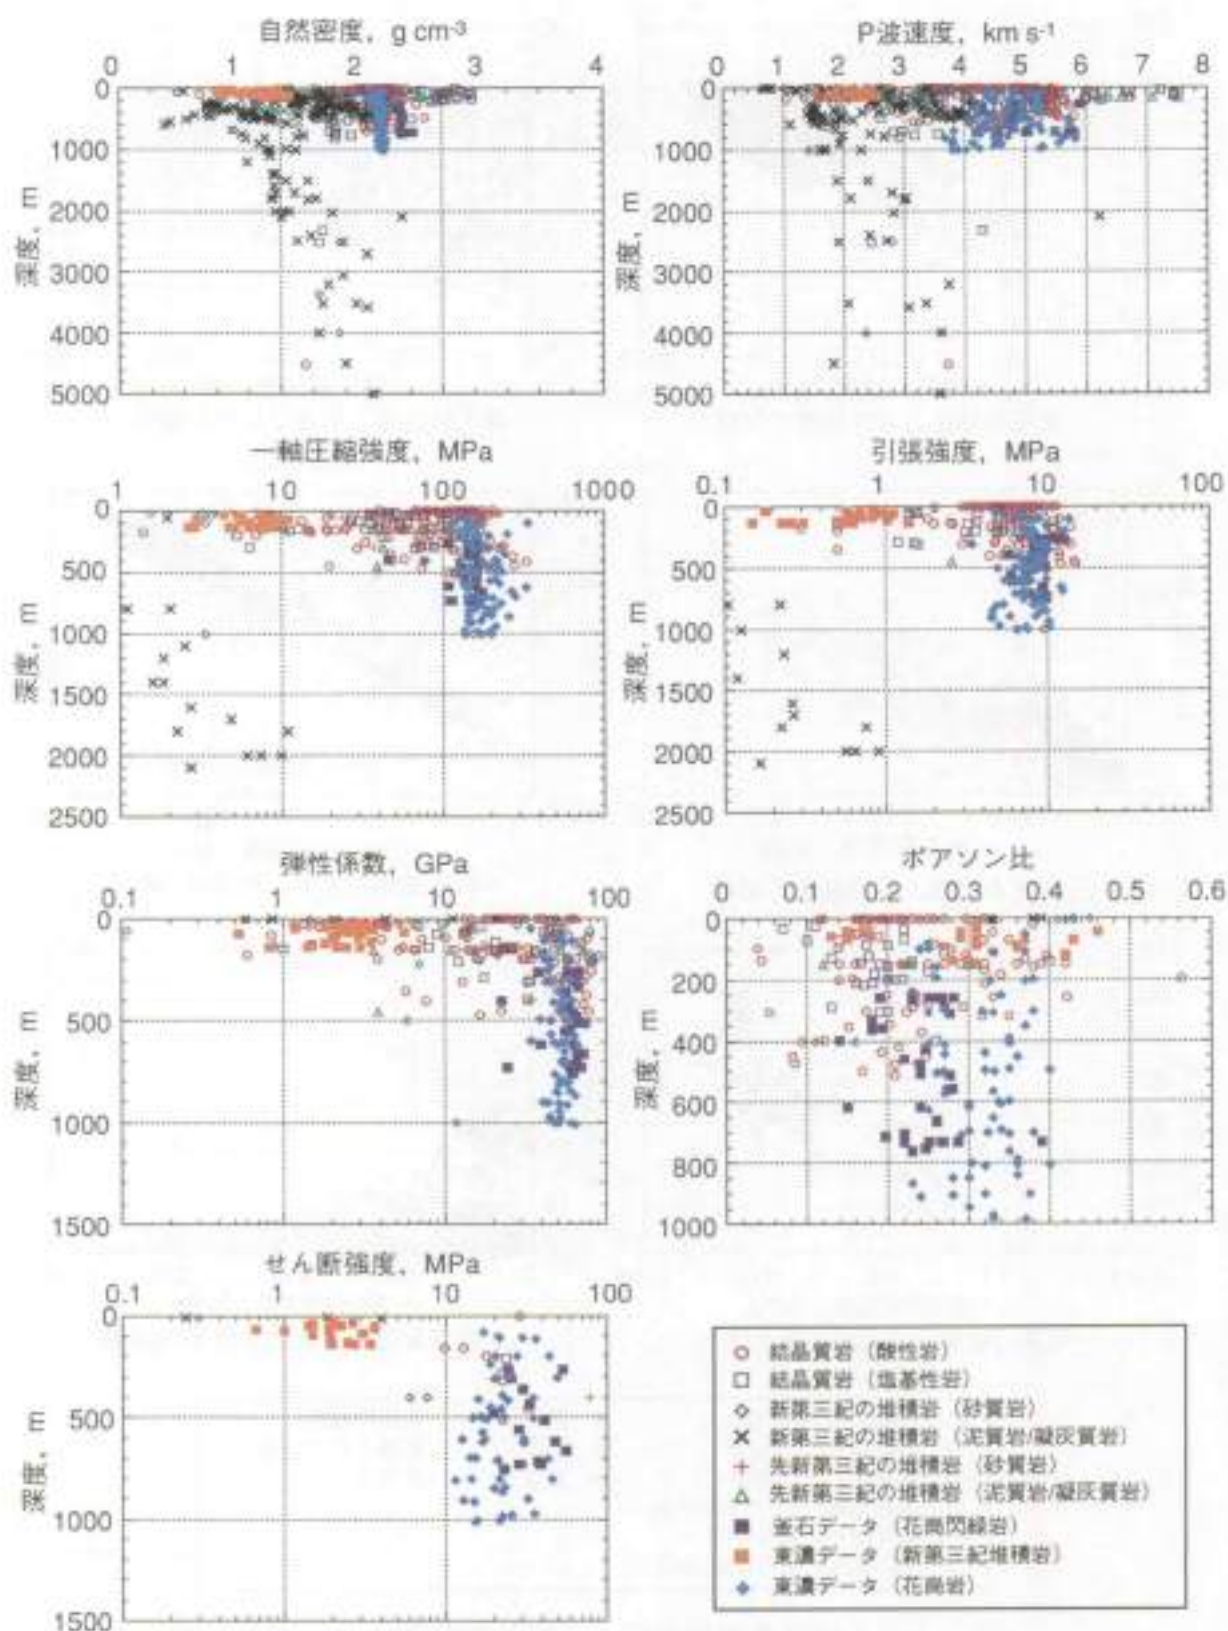 自然密度, g cm-3
0 1 2 3 4
0
1000
2000
3000
4000
5000
深度, m
P波速度, km s-1
0 1 2 3 4 5 6 7 8
0
1000
2000
3000
4000
5000
深度, m
一軸圧縮強度, MPa
1 10 100 1000
0
500
1000
1500
2000
2500
深度, m
引張強度, MPa
0.1 1 10 100
0
500
1000
1500
2000
2500
深度, m
弾性係数, GPa
0.1 1 10 100
0
500
1000
1500
深度, m
ポアソン比
0 0.1 0.2 0.3 0.4 0.5 0.6
0
200
400
600
800
1000
深度, m
せん断強度, MPa
0.1 1 10 100
0
500
1000
1500
深度, m
結晶質岩（酸性岩）
結晶質岩（塩基性岩）
新第三紀の堆積岩（砂質岩）
新第三紀の堆積岩（泥質岩/凝灰質岩）
先新第三紀の堆積岩（砂質岩）
先新第三紀の堆積岩（泥質岩/凝灰質岩）
釜石データ（花崗閃緑岩）
東濃データ（新第三紀堆積岩）
東濃データ（花崗岩）